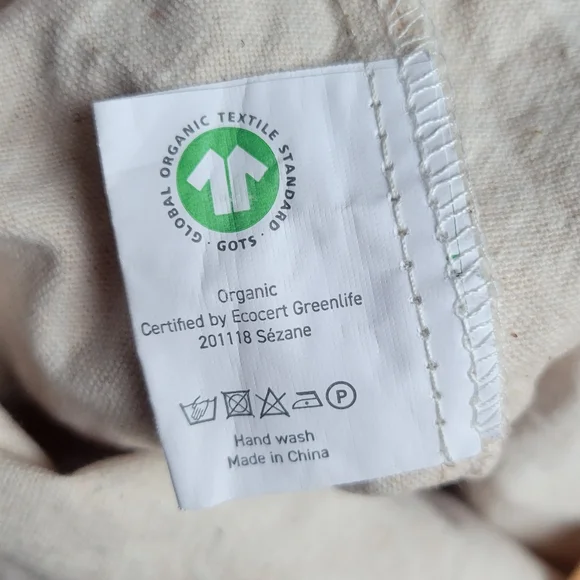 GLOBAL ORGANIC TEXTILE STANDARD · GOTS ·
Organic
Certified by Ecocert Greenlife
201118 Sézane
P
Hand wash
Made in China